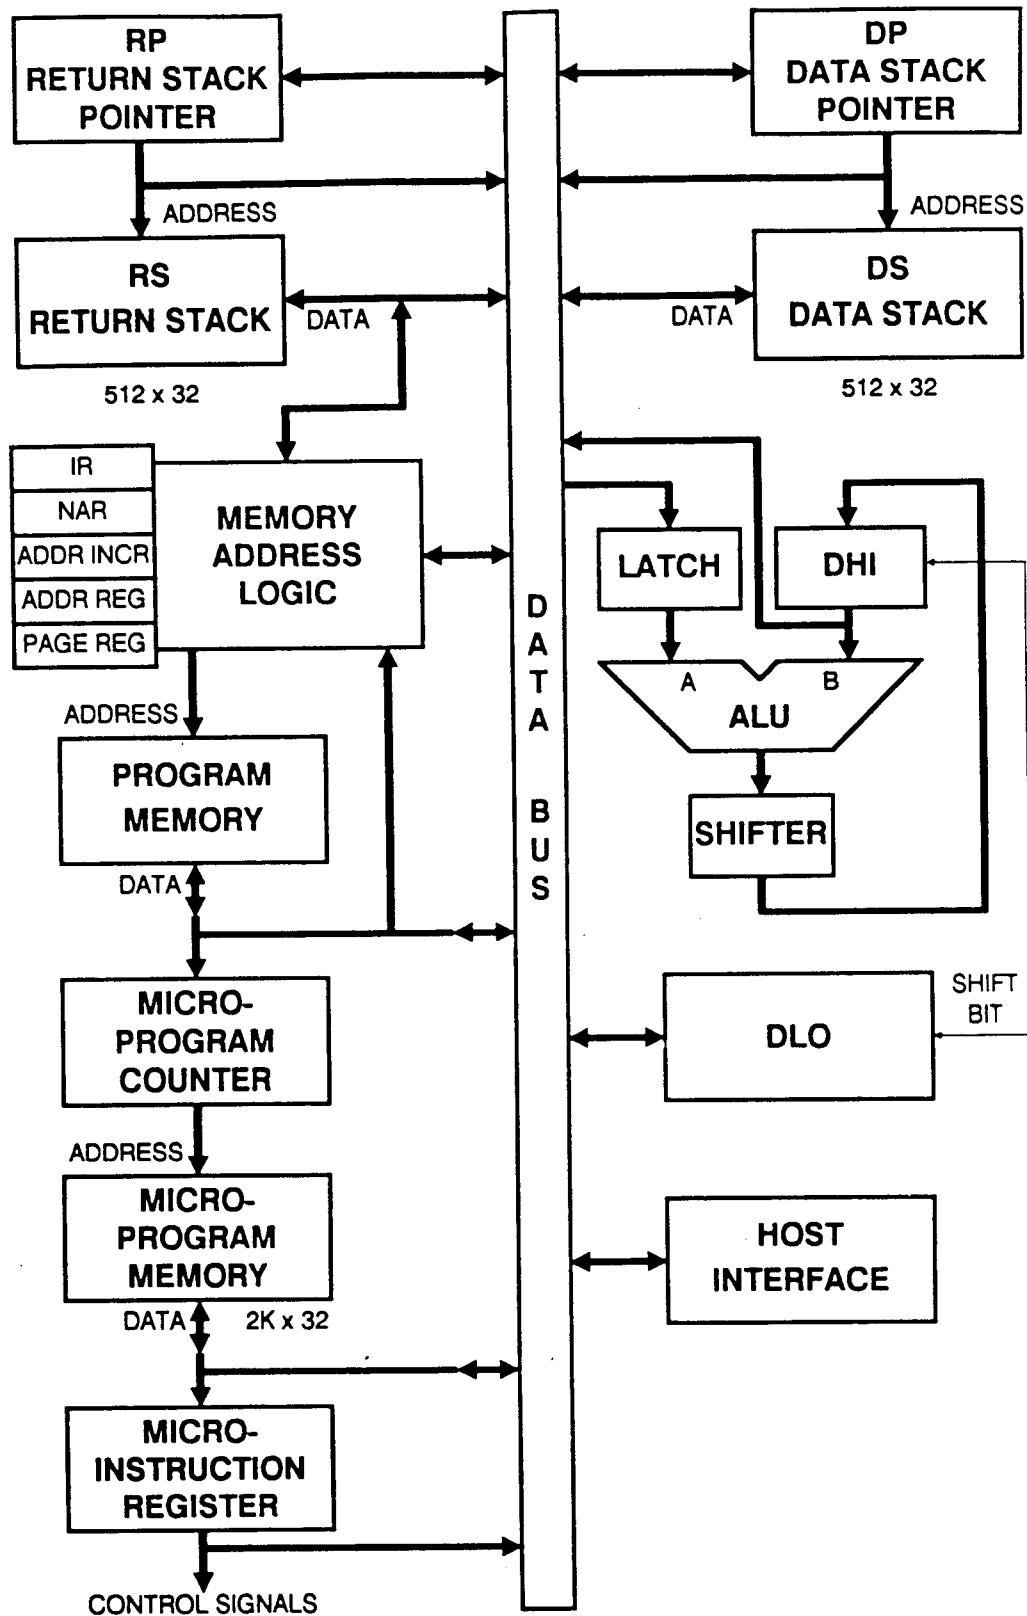 RP
RETURN STACK
POINTER
ADDRESS
RS
RETURN STACK
DATA
512 x 32
IR
NAR
ADDR INCR
ADDR REG
PAGE REG
MEMORY
ADDRESS
LOGIC
ADDRESS
PROGRAM
MEMORY
DATA
MICRO-
PROGRAM
COUNTER
ADDRESS
MICRO-
PROGRAM
MEMORY
DATA
2K x 32
MICRO-
INSTRUCTION
REGISTER
CONTROL SIGNALS
DATA BUS
DP
DATA STACK
POINTER
ADDRESS
DS
DATA STACK
DATA
512 x 32
LATCH
DHI
A
B
ALU
SHIFTER
DLO
SHIFT
BIT
HOST
INTERFACE